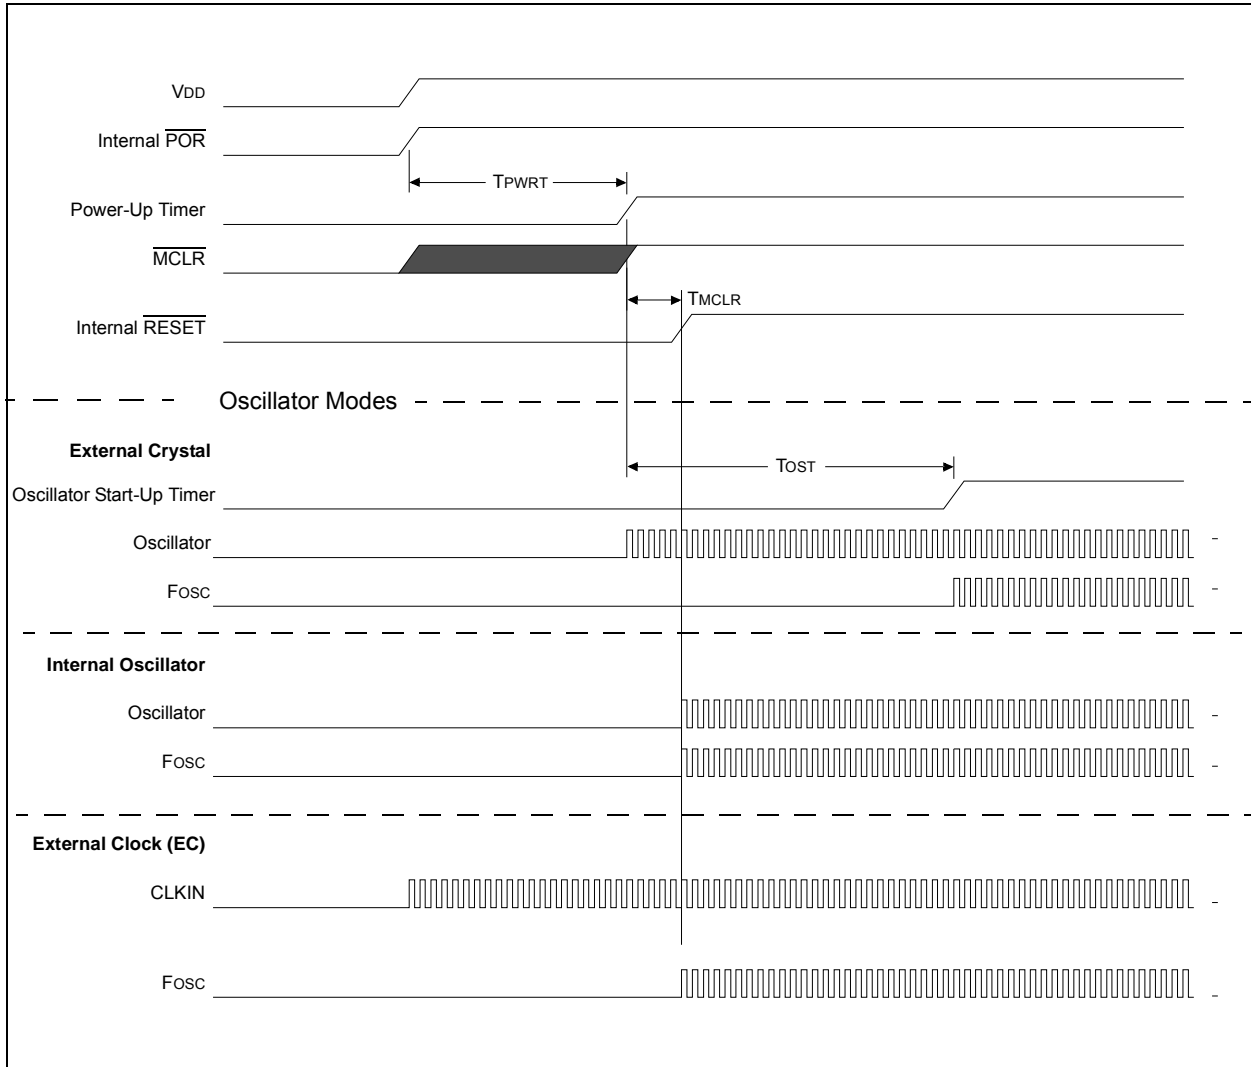 VDD
Internal POR
TPWRT
Power-Up Timer
MCLR
TMCLR
Internal RESET
Oscillator Modes
External Crystal
TOST
Oscillator Start-Up Timer
Oscillator
FOSC
Internal Oscillator
Oscillator
FOSC
External Clock (EC)
CLKIN
FOSC